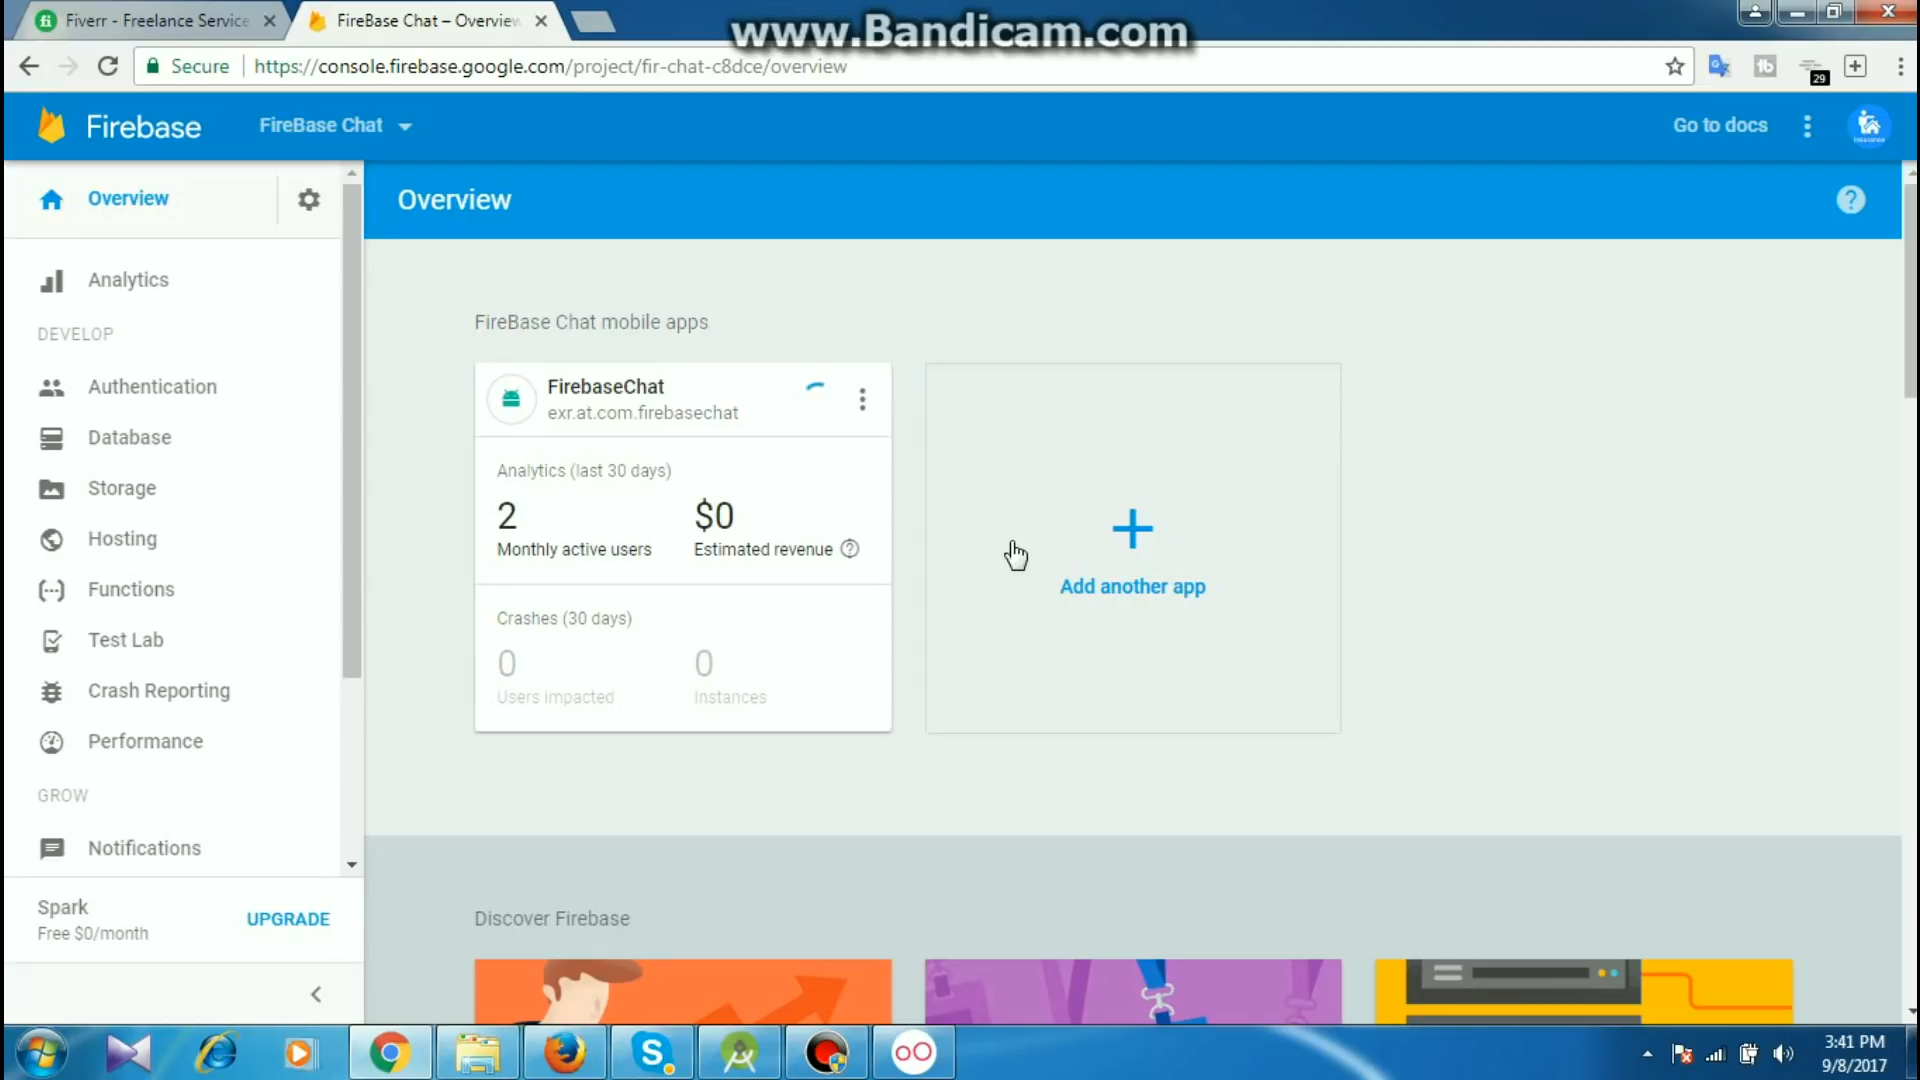 Fiverr - Freelance Service
FireBase Chat – Overview
www.Bandicam.com
Secure
https://console.firebase.google.com/project/fir-chat-c8dce/overview
29
Firebase
FireBase Chat
Go to docs
Overview
Overview
Analytics
DEVELOP
Authentication
Database
Storage
Hosting
Functions
Test Lab
Crash Reporting
Performance
GROW
Notifications
Spark
Free $0/month
UPGRADE
FireBase Chat mobile apps
FirebaseChat
exr.at.com.firebasechat
Analytics (last 30 days)
2
$0
Monthly active users
Estimated revenue
Crashes (30 days)
0
0
Users impacted
Instances
Add another app
Discover Firebase
3:41 PM
9/8/2017